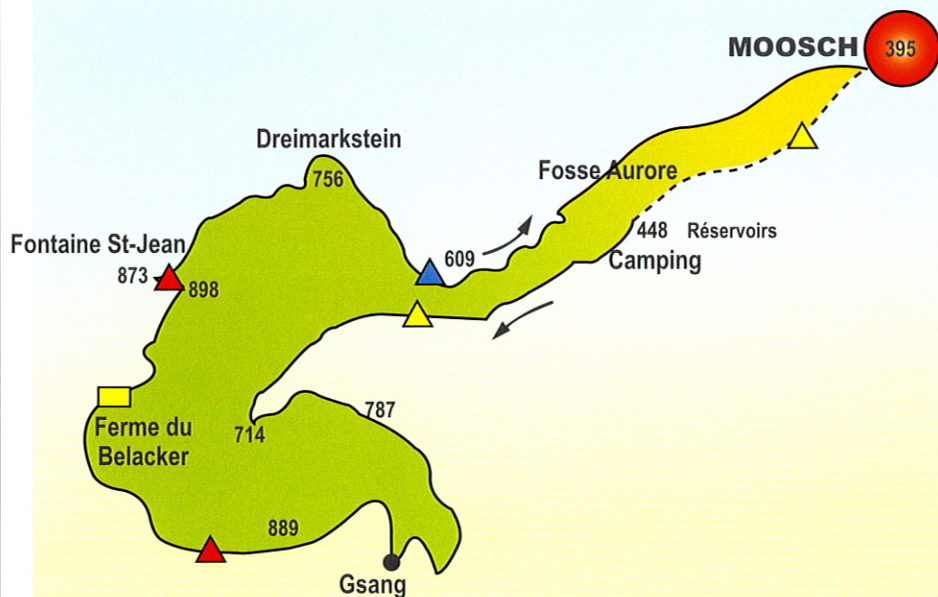 MOOSCH 395
Dreimarkstein
756
Fosse Aurore
448 Réservoirs
Fontaine St-Jean
609
Camping
873
898
787
Ferme du
Belacker
714
889
Gsang